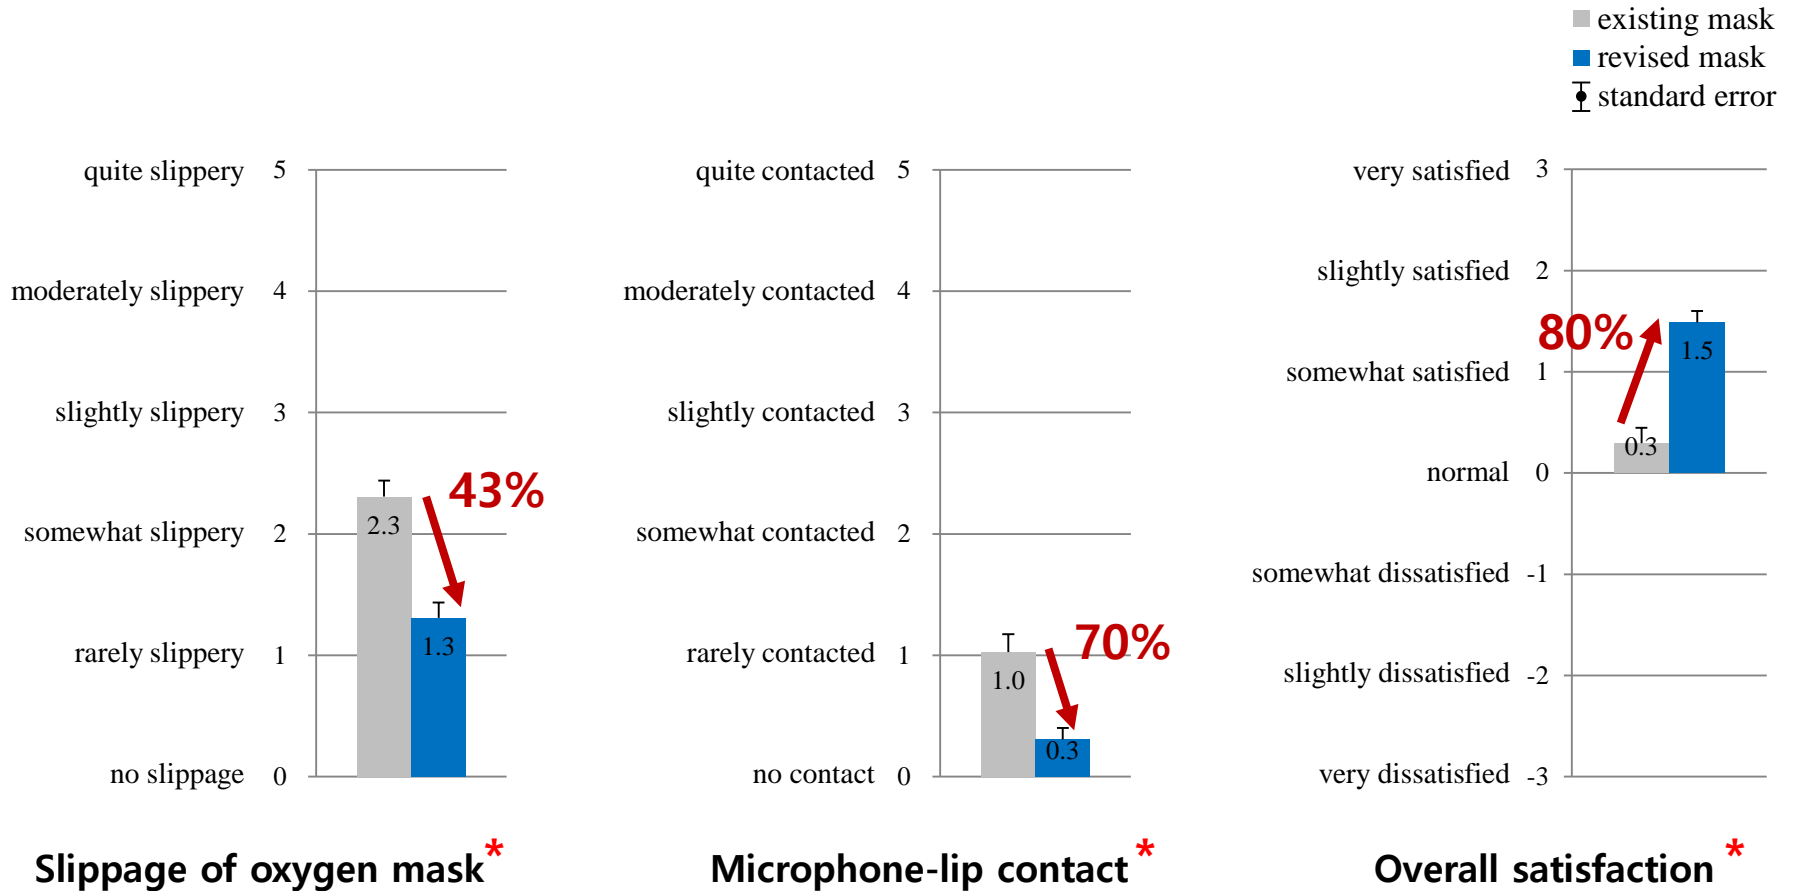 existing mask
revised mask
standard error
quite slippery 5
moderately slippery 4
slightly slippery 3
somewhat slippery 2
rarely slippery 1
no slippage 0
2.3
1.3
43%
Slippage of oxygen mask*
quite contacted 5
moderately contacted 4
slightly contacted 3
somewhat contacted 2
rarely contacted 1
no contact 0
1.0
0.3
70%
Microphone-lip contact *
very satisfied 3
slightly satisfied 2
somewhat satisfied 1
normal 0
somewhat dissatisfied -1
slightly dissatisfied -2
very dissatisfied -3
80%
1.5
0.3
Overall satisfaction *